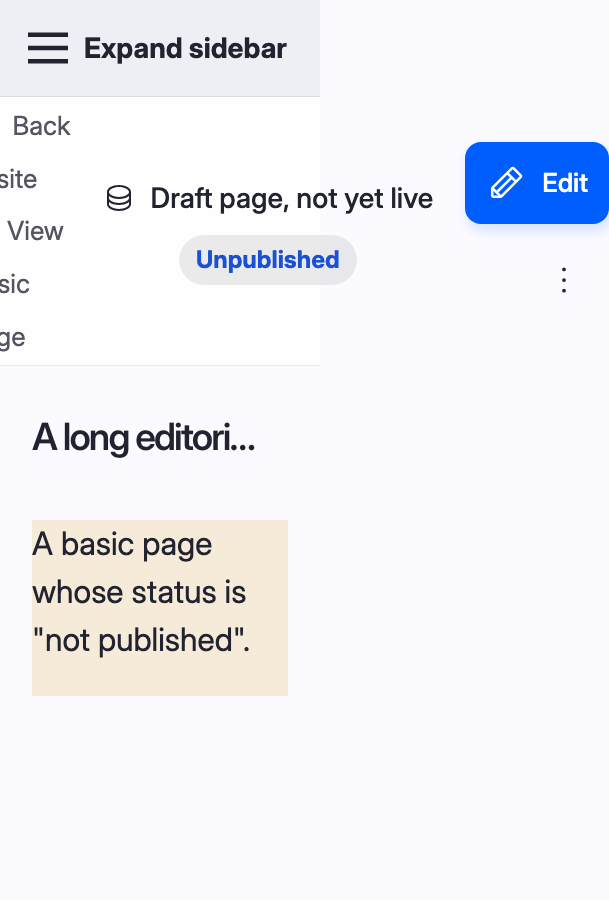 Expand sidebar
Back
site
Draft page, not yet live
Edit
View
Unpublished
sic
ge
A long editori...
A basic page
whose status is
"not published".